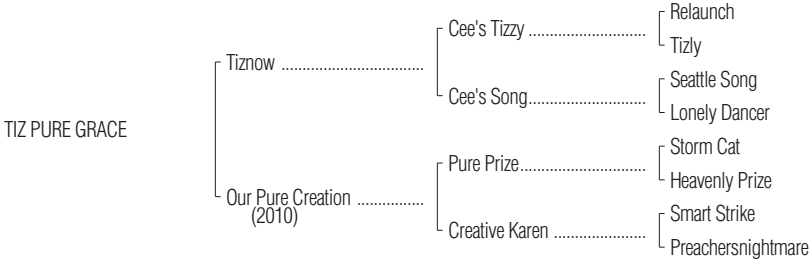 Relaunch
Cee's Tizzy ..........................
Tizly
Tiznow ................................
Seattle Song
Cee's Song..........................
Lonely Dancer
TIZ PURE GRACE
Storm Cat
Pure Prize............................
Heavenly Prize
Our Pure Creation ...............
(2010)
Smart Strike
Creative Karen .....................
Preachersnightmare